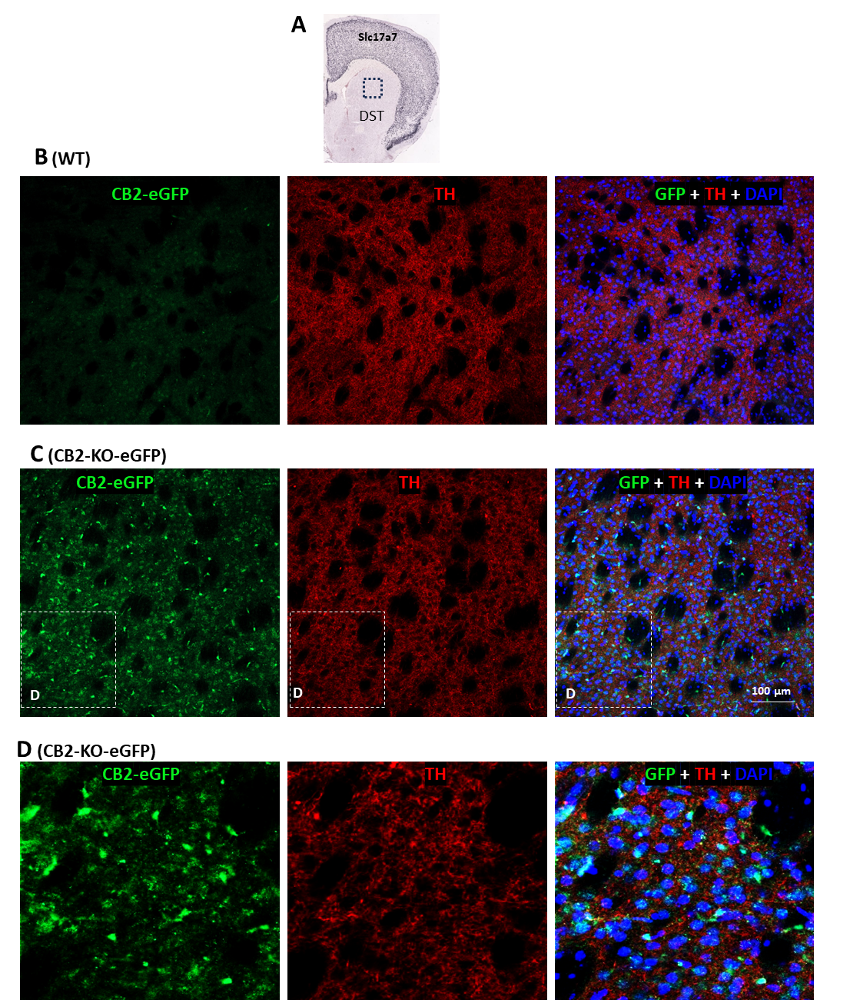 A
Slc17a7
DST
B (WT)
CB2-eGFP
TH
GFP + TH + DAPI
C (CB2-KO-eGFP)
CB2-eGFP
TH
GFP + TH + DAPI
D
D
D
100 µm
D (CB2-KO-eGFP)
CB2-eGFP
TH
GFP + TH + DAPI